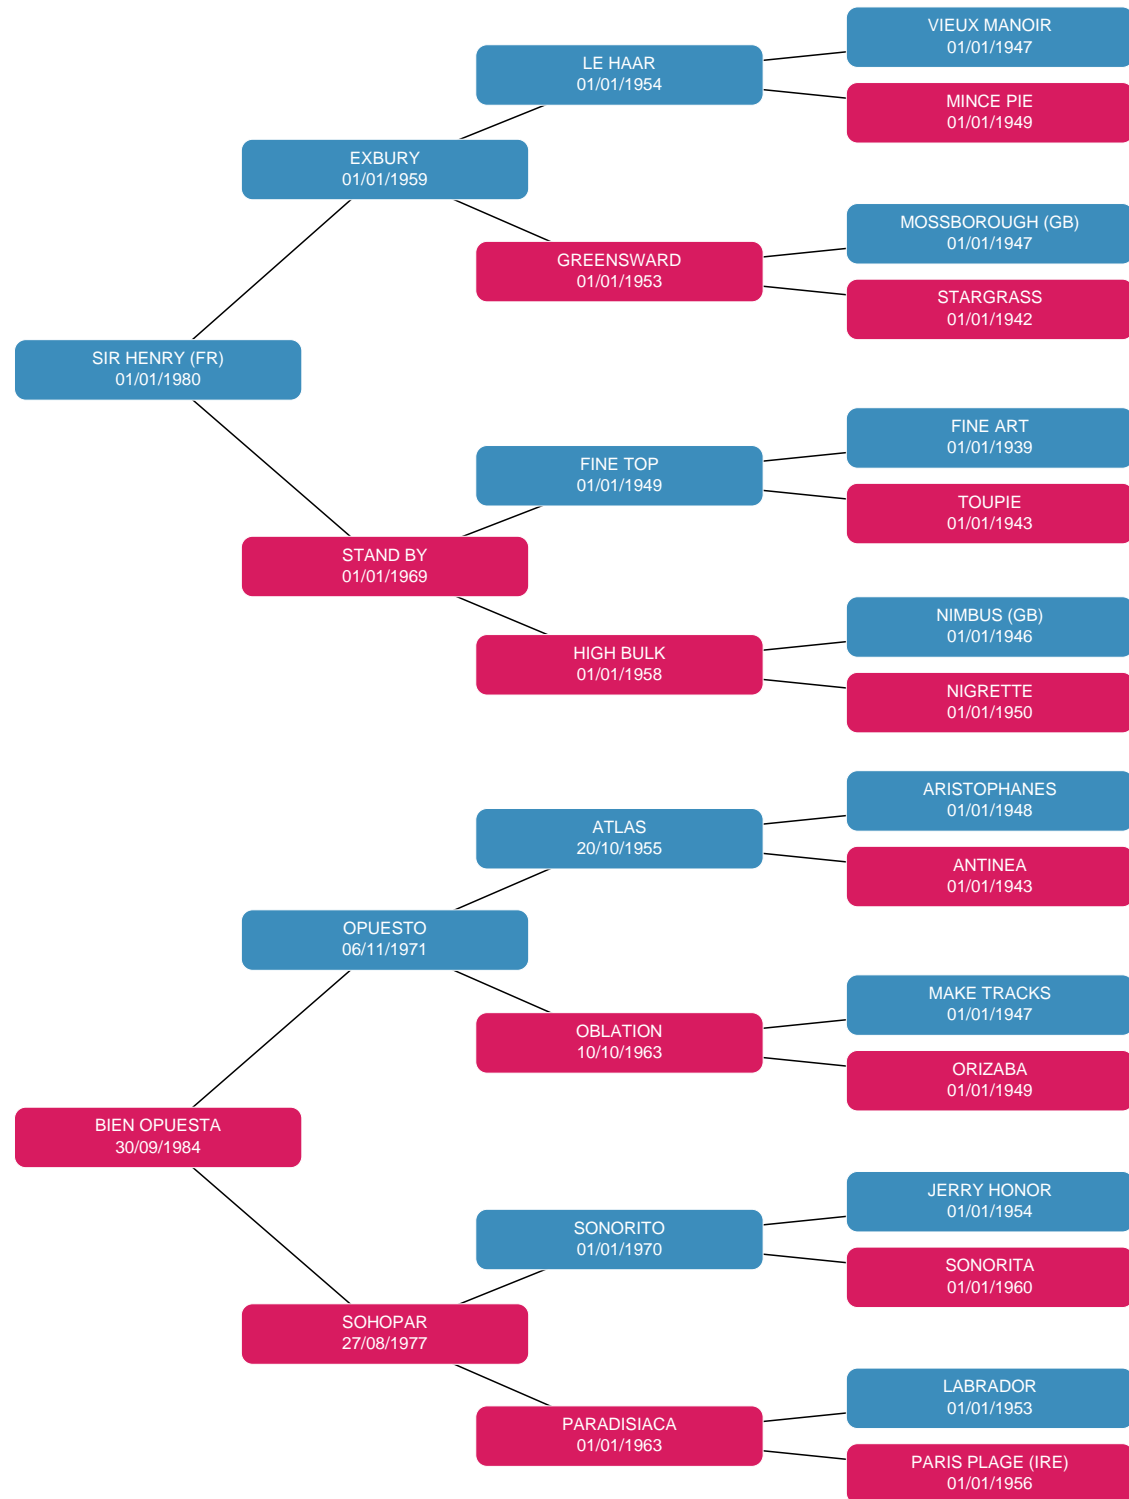 VIEUX MANOIR
01/01/1947
LE HAAR
01/01/1954
MINCE PIE
01/01/1949
EXBURY
01/01/1959
MOSSBOROUGH (GB)
01/01/1947
GREENSWARD
01/01/1953
STARGRASS
01/01/1942
SIR HENRY (FR)
01/01/1980
FINE ART
01/01/1939
FINE TOP
01/01/1949
TOUPIE
01/01/1943
STAND BY
01/01/1969
NIMBUS (GB)
01/01/1946
HIGH BULK
01/01/1958
NIGRETTE
01/01/1950
ARISTOPHANES
01/01/1948
ATLAS
20/10/1955
ANTINEA
01/01/1943
OPUESTO
06/11/1971
MAKE TRACKS
01/01/1947
OBLATION
10/10/1963
ORIZABA
01/01/1949
BIEN OPUESTA
30/09/1984
JERRY HONOR
01/01/1954
SONORITO
01/01/1970
SONORITA
01/01/1960
SOHOPAR
27/08/1977
LABRADOR
01/01/1953
PARADISIACA
01/01/1963
PARIS PLAGE (IRE)
01/01/1956